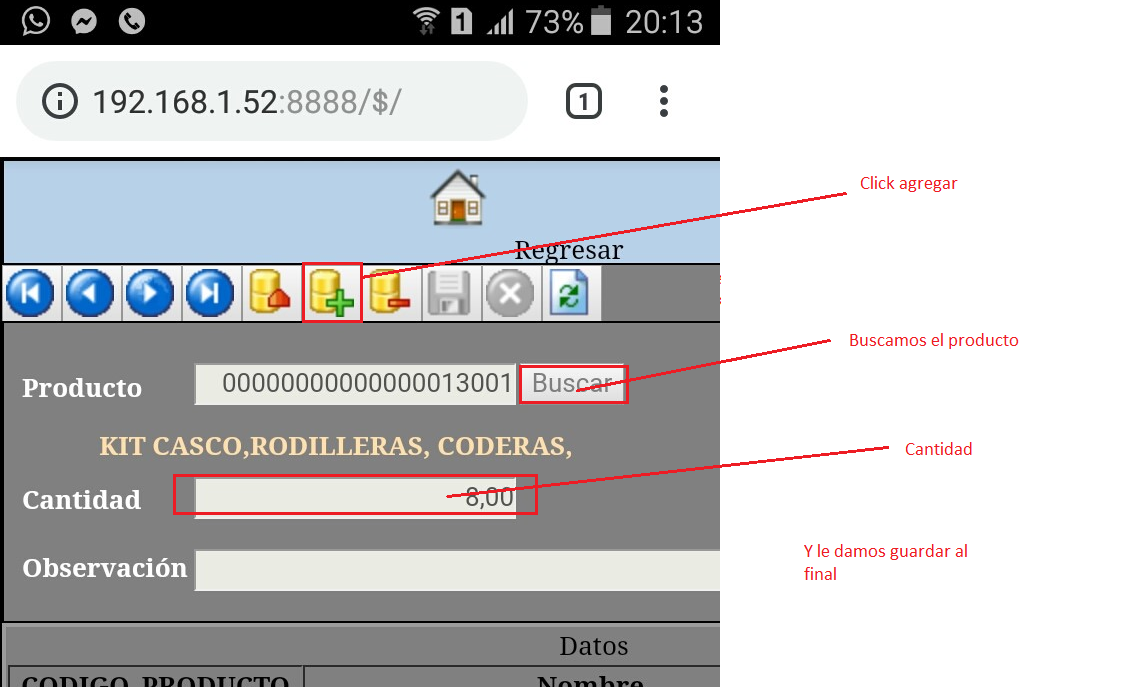 1 73% 20:13
192.168.1.52:8888/$/ 1
Click agregar
Regresar
Buscamos el producto
Producto 00000000000000013001 Buscar
KIT CASCO,RODILLERAS, CODERAS,
Cantidad
Cantidad 8,00
Y le damos guardar al
final
Observación
Datos
CODIGO_PRODUCTO Nombre